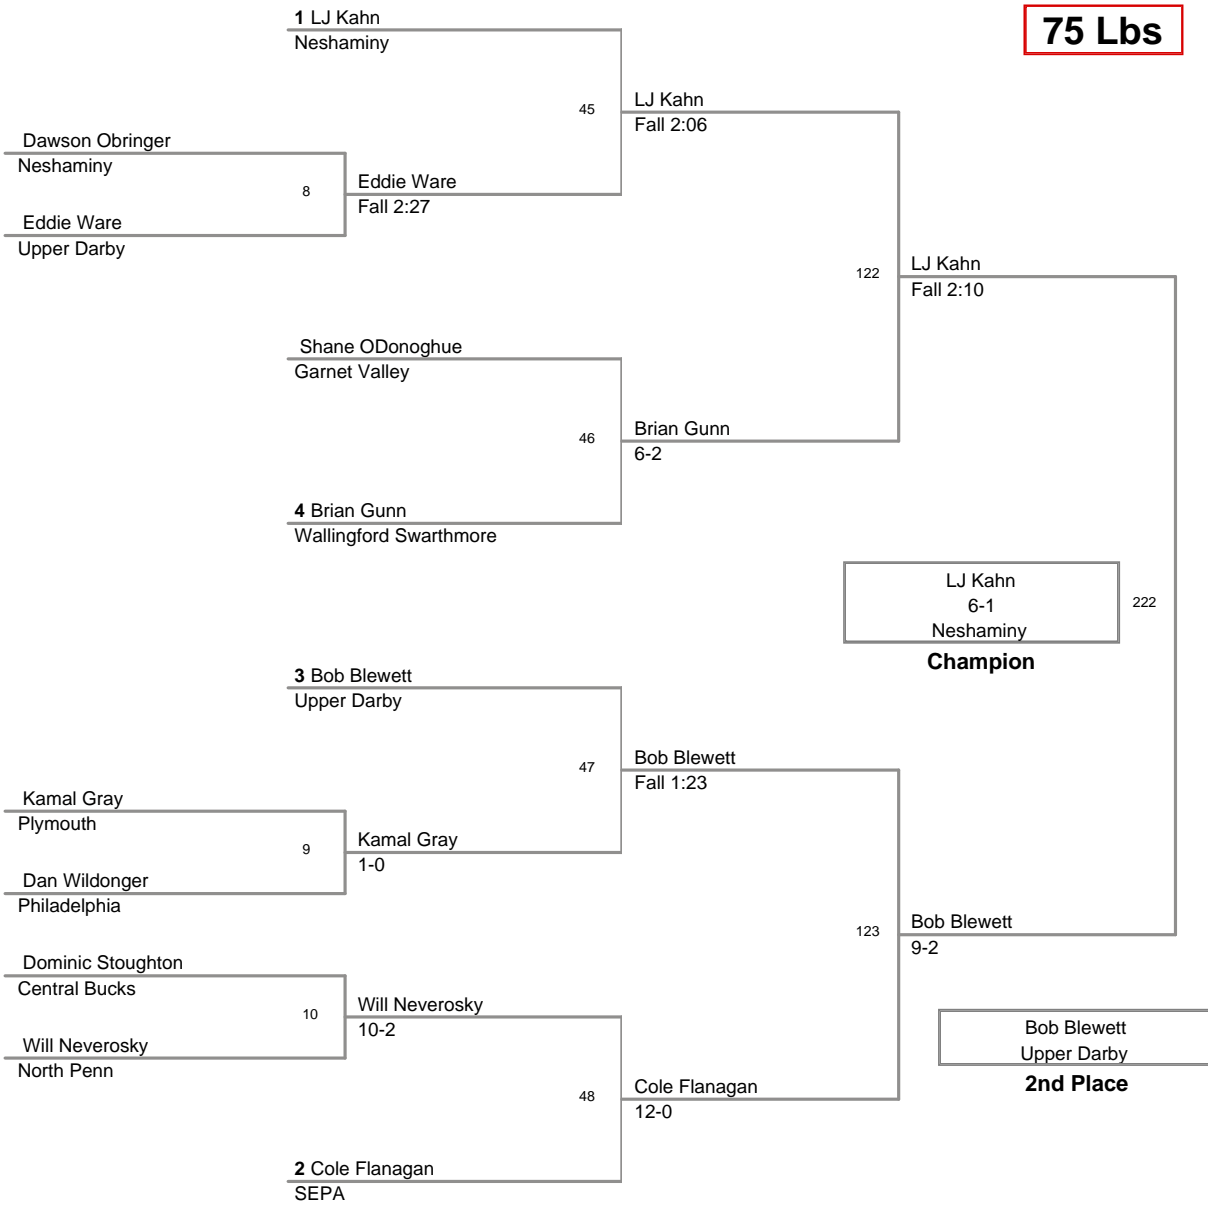 1 LJ Kahn
Neshaminy
75 Lbs
45
LJ Kahn
Fall 2:06
Dawson Obringer
Neshaminy
8
Eddie Ware
Fall 2:27
Eddie Ware
Upper Darby
122
LJ Kahn
Fall 2:10
Shane ODonoghue
Garnet Valley
46
Brian Gunn
6-2
4 Brian Gunn
Wallingford Swarthmore
LJ Kahn
6-1
Neshaminy
222
Champion
3 Bob Blewett
Upper Darby
47
Bob Blewett
Fall 1:23
Kamal Gray
Plymouth
9
Kamal Gray
1-0
Dan Wildonger
Philadelphia
123
Bob Blewett
9-2
Dominic Stoughton
Central Bucks
10
Will Neverosky
10-2
Will Neverosky
North Penn
Bob Blewett
Upper Darby
2nd Place
48
Cole Flanagan
12-0
2 Cole Flanagan
SEPA